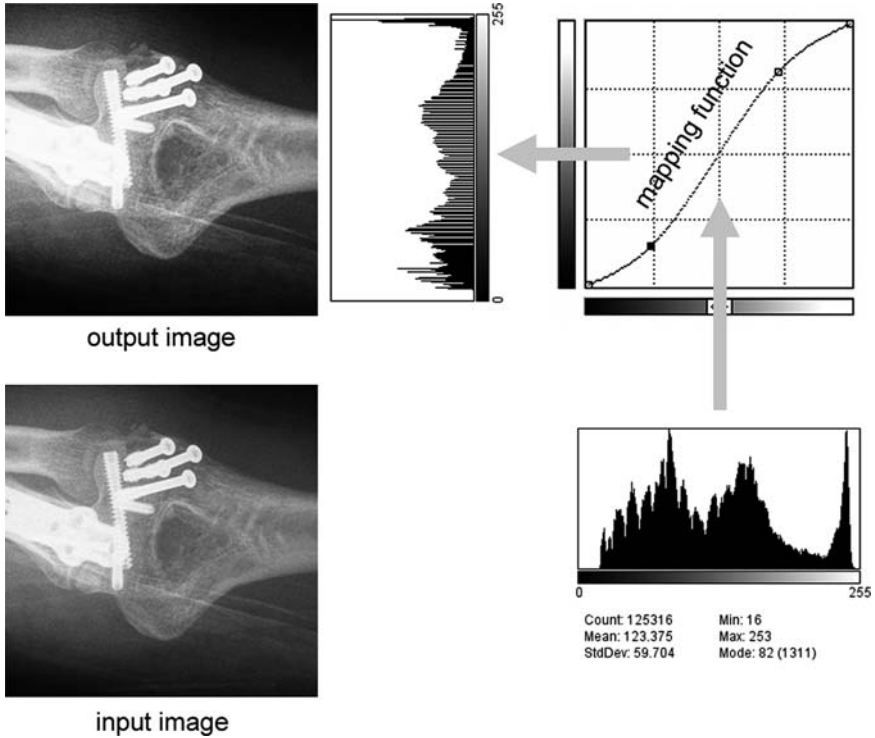 255
0
mapping function
output image
input image
0
255
Count: 125316
Min: 16
Mean: 123.375
Max: 253
StdDev: 59.704
Mode: 82 (1311)